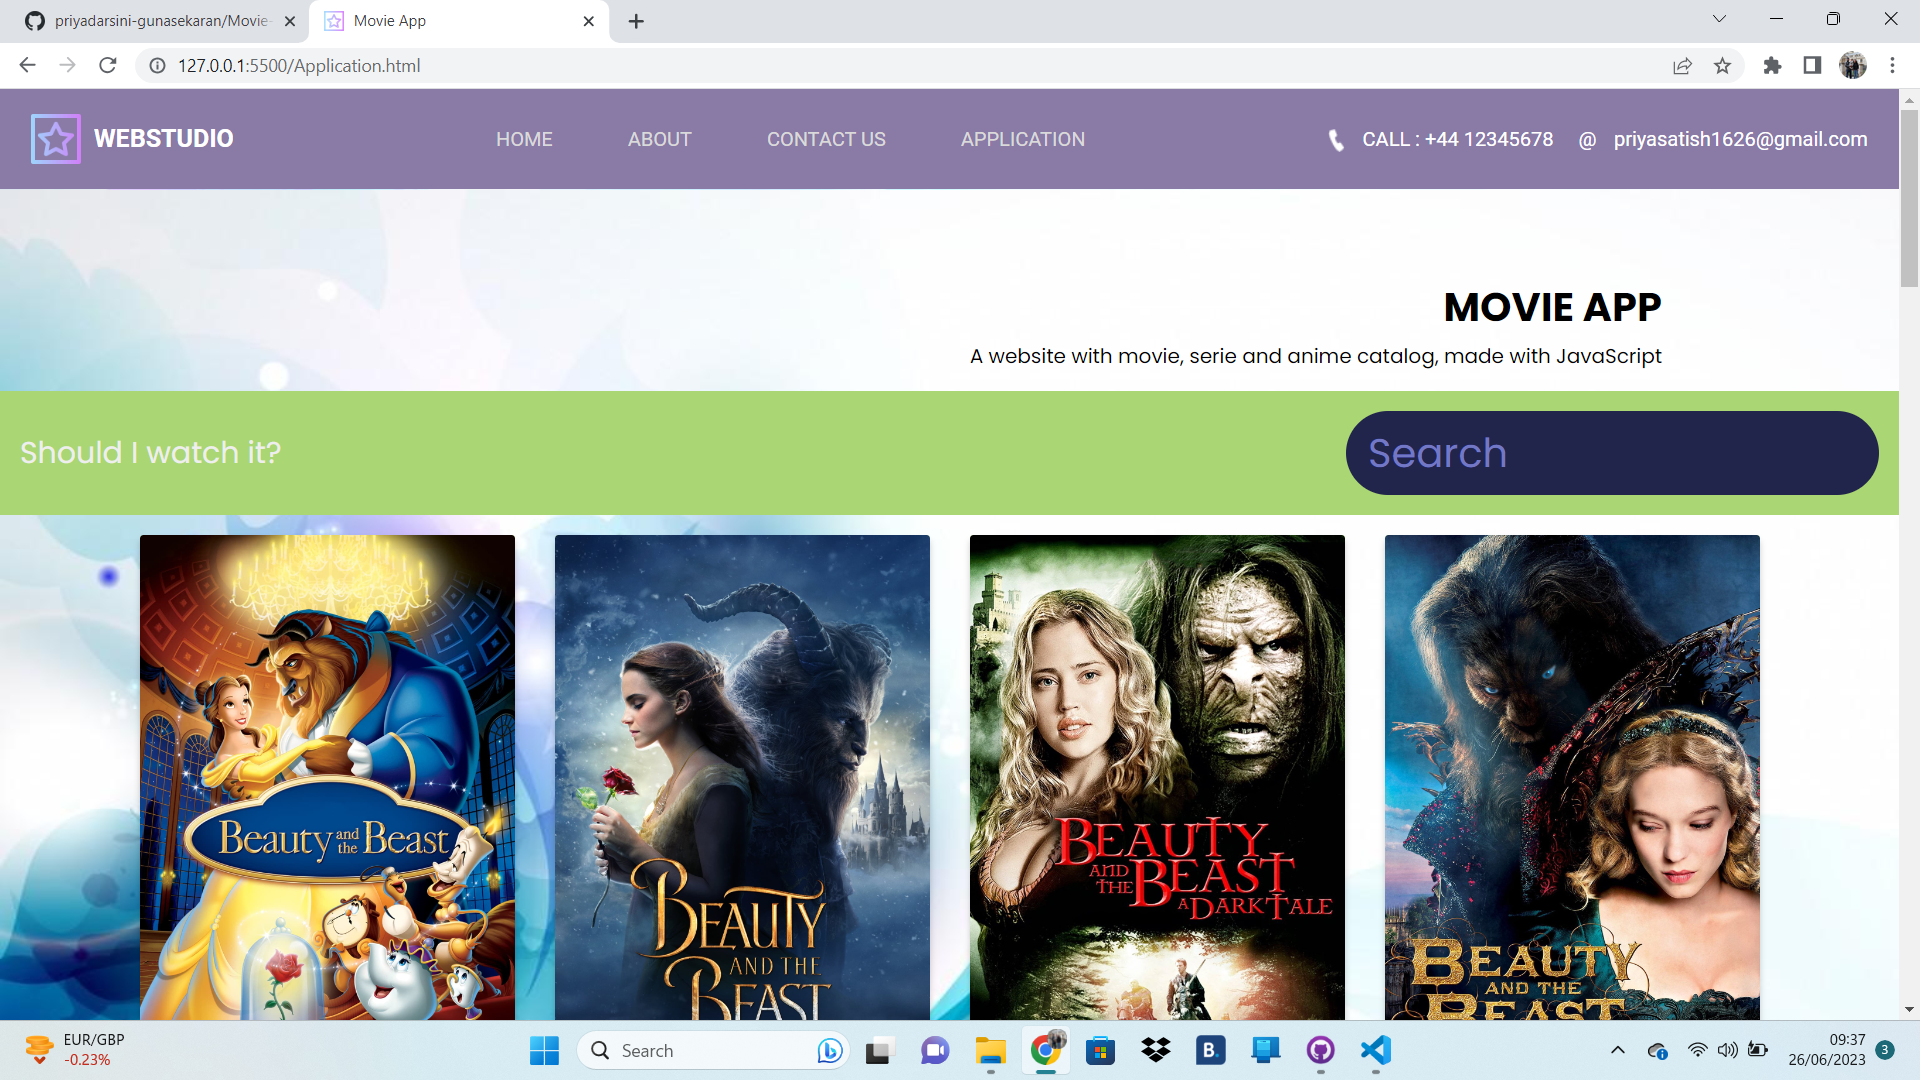 priyadarsini-gunasekaran/Movie-
Movie App
127.0.0.1:5500/Application.html
WEBSTUDIO
HOME
ABOUT
CONTACT US
APPLICATION
CALL : +44 12345678
@
priyasatish1626@gmail.com
MOVIE APP
A website with movie, serie and anime catalog, made with JavaScript
Should I watch it?
Search
Beauty and the Beast
BEAUTY
AND THE
BEAST
BEAUTY
AND THE BEAST
A DARK TALE
BEAUTY
AND THE
BEAST
EUR/GBP
-0.23%
Search
B.
09:37
26/06/2023
3